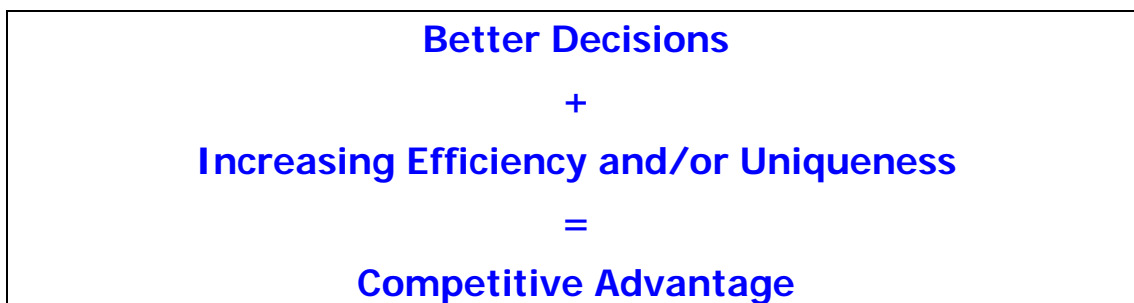 Better Decisions
+
Increasing Efficiency and/or Uniqueness
=
Competitive Advantage